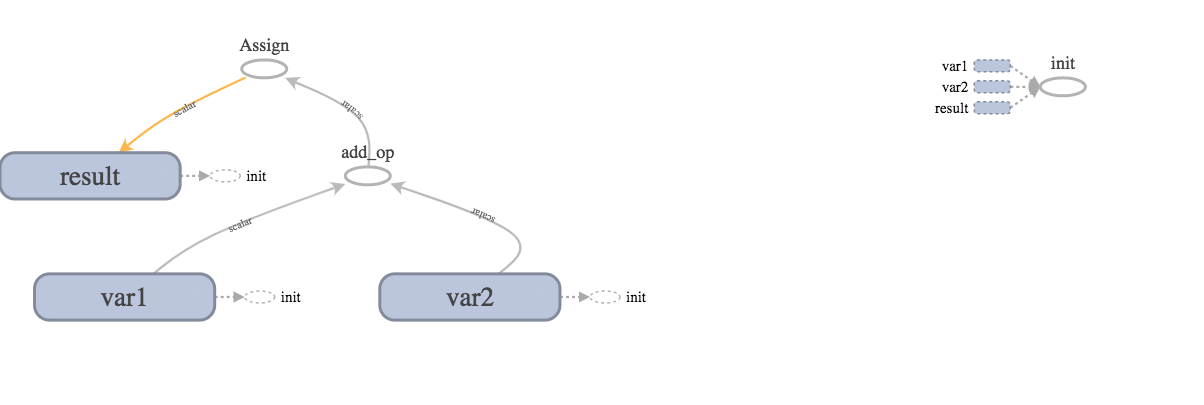 Assign
scalar
scalar
add_op
result
init
scalar
scalar
var1
init
var2
init
var1
var2
result
init